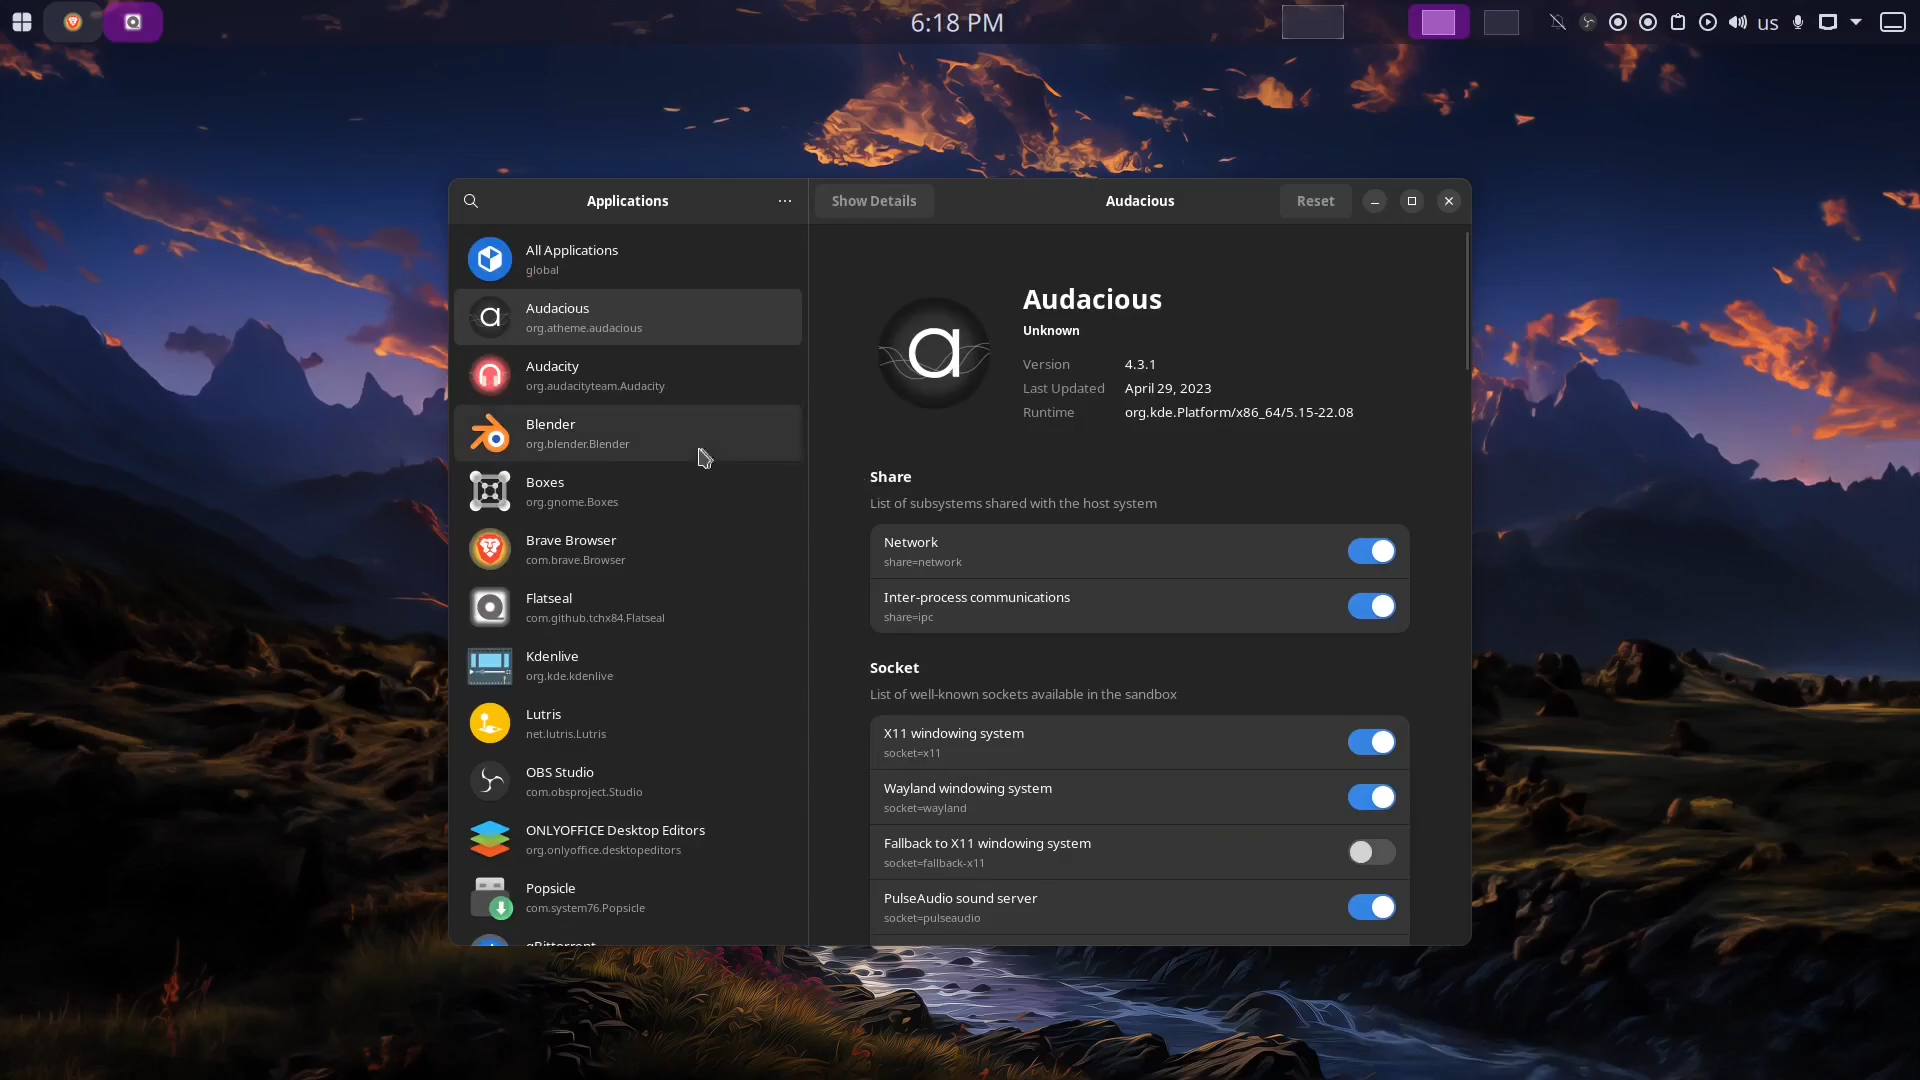 6:18 PM
us
Applications
Show Details
Audacious
Reset
All Applications
global
Audacious
org.atheme.audacious
Audacity
org.audacityteam.Audacity
Blender
org.blender.Blender
Boxes
org.gnome.Boxes
Brave Browser
com.brave.Browser
Flatseal
com.github.tchx84.Flatseal
Kdenlive
org.kde.kdenlive
Lutris
net.lutris.Lutris
OBS Studio
com.obsproject.Studio
ONLYOFFICE Desktop Editors
org.onlyoffice.desktopeditors
Popsicle
com.system76.Popsicle
qBittorrent
Audacious
Unknown
Version 4.3.1
Last Updated April 29, 2023
Runtime org.kde.Platform/x86_64/5.15-22.08
Share
List of subsystems shared with the host system
Network
share=network
Inter-process communications
share=ipc
Socket
List of well-known sockets available in the sandbox
X11 windowing system
socket=x11
Wayland windowing system
socket=wayland
Fallback to X11 windowing system
socket=fallback-x11
PulseAudio sound server
socket=pulseaudio